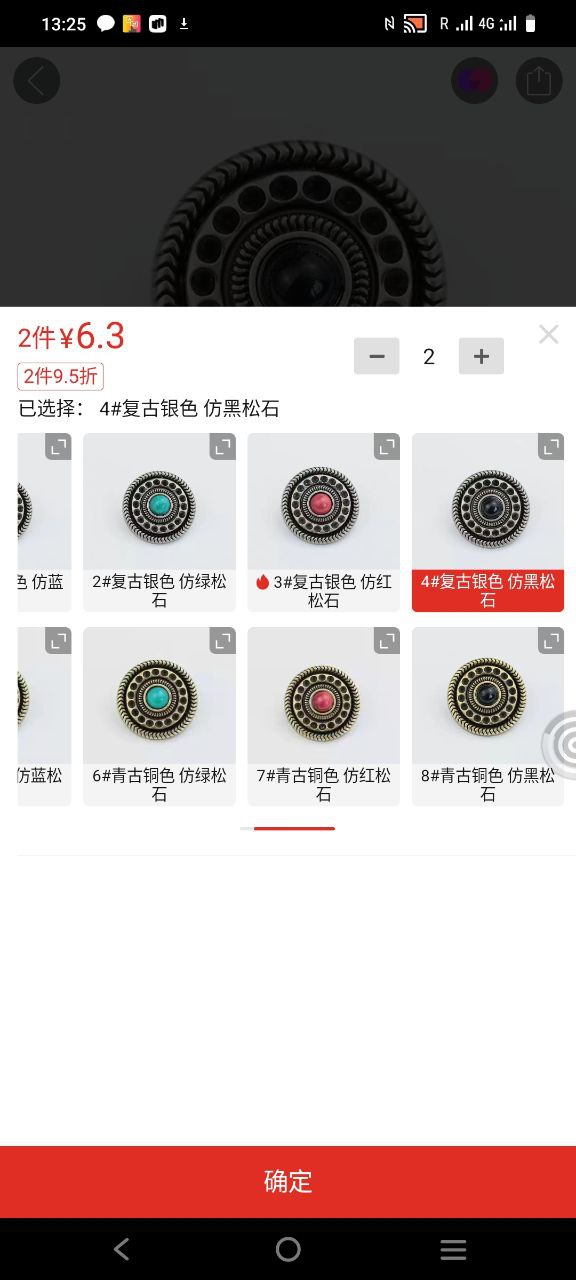 13:25
R 4G
2件¥6.3
2件9.5折
2
已选择： 4#复古银色 仿黑松石
色 仿蓝
2#复古银色 仿绿松
石
3#复古银色 仿红
松石
4#复古银色 仿黑松
石
仿蓝松
6#青古铜色 仿绿松
石
7#青古铜色 仿红松
石
8#青古铜色 仿黑松
石
确定